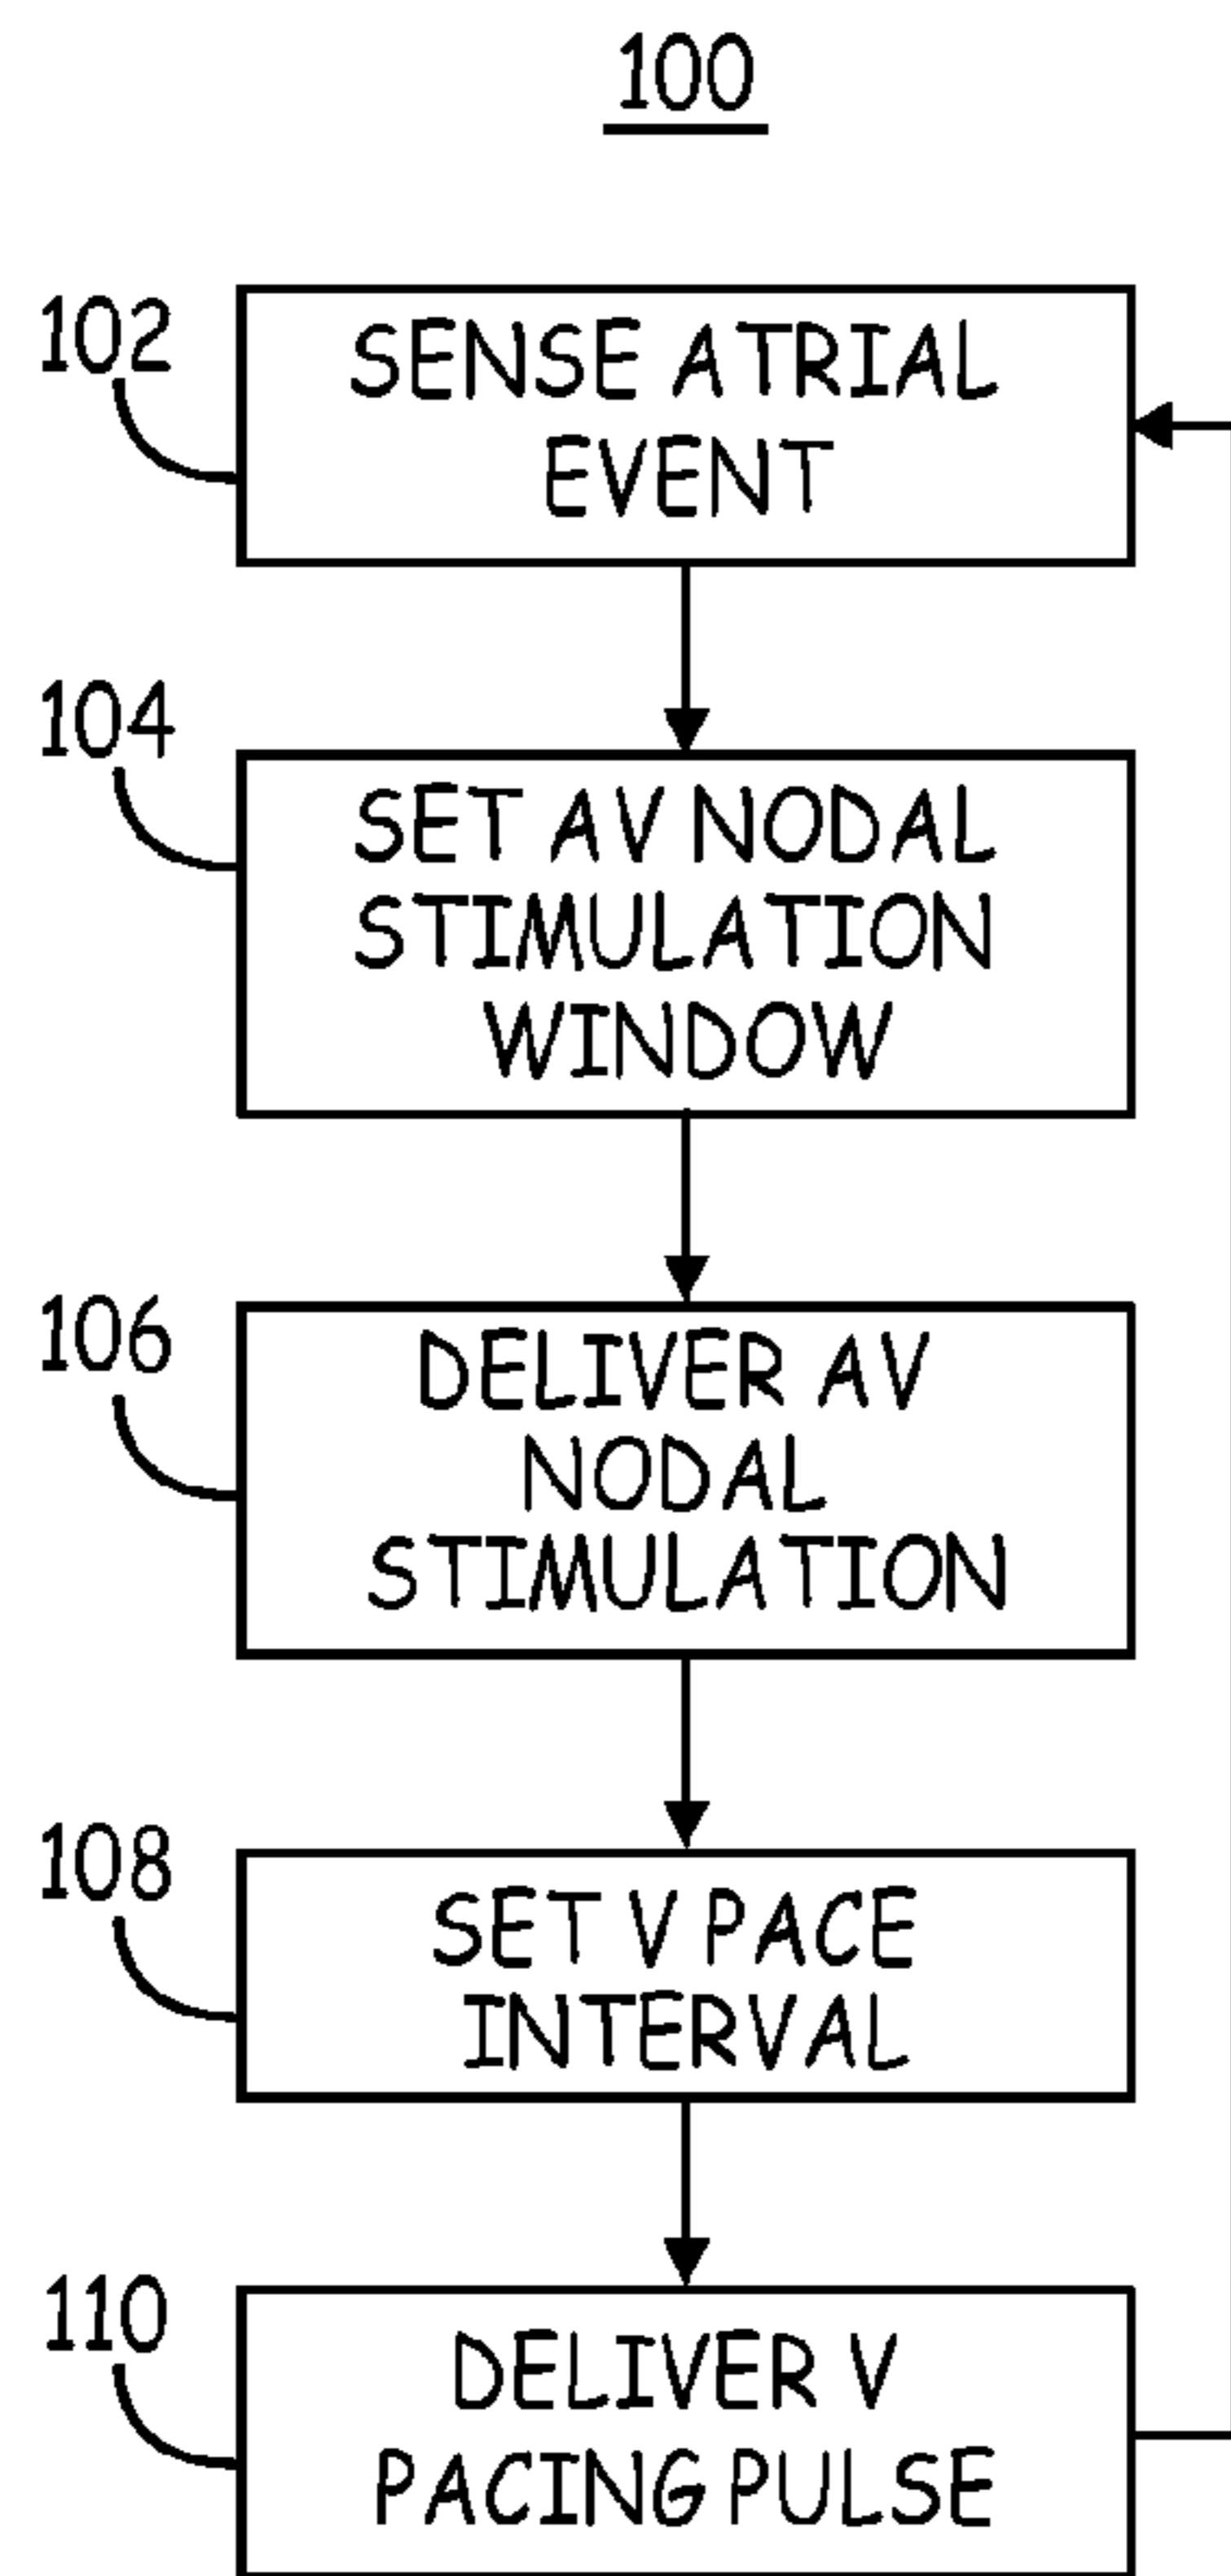 100
102
SENSE ATRIAL
EVENT
104
SET AV NODAL
STIMULATION
WINDOW
106
DELIVER AV
NODAL
STIMULATION
108
SET V PACE
INTERVAL
110
DELIVER V
PACING PULSE